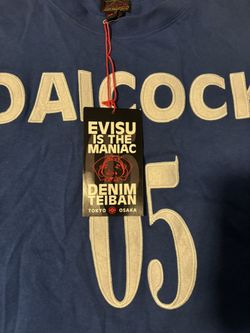 DAICOCK
EVISU
IS THE
MANIAC
DENIM
TEIBAN
TOKYO OSAKA
05